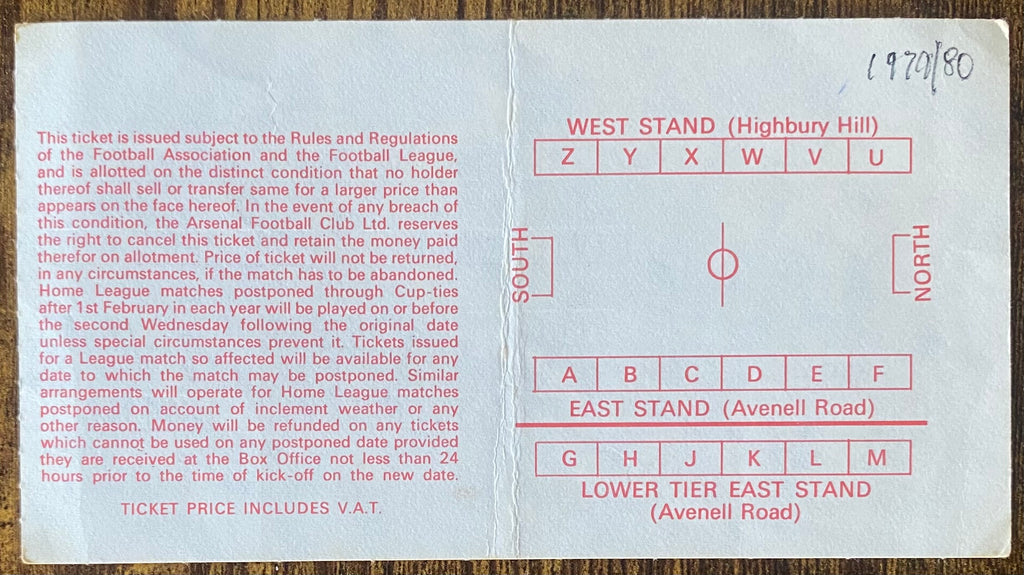 This ticket is issued subject to the Rules and Regulations
of the Football Association and the Football League,
and is allotted on the distinct condition that no holder
thereof shall sell or transfer same for a larger price than
appears on the face hereof. In the event of any breach of
this condition, the Arsenal Football Club Ltd. reserves
the right to cancel this ticket and retain the money paid
therefor on allotment. Price of ticket will not be returned,
in any circumstances, if the match has to be abandoned.
Home League matches postponed through Cup-ties
after 1st February in each year will be played on or before
the second Wednesday following the original date
unless special circumstances prevent it. Tickets issued
for a League match so affected will be available for any
date to which the match may be postponed. Similar
arrangements will operate for Home League matches
postponed on account of inclement weather or any
other reason. Money will be refunded on any tickets
which cannot be used on any postponed date provided
they are received at the Box Office not less than 24
hours prior to the time of kick-off on the new date.
TICKET PRICE INCLUDES V.A.T.
1979/80
WEST STAND (Highbury Hill)
Z Y X W V U
SOUTH
NORTH
A B C D E F
EAST STAND (Avenell Road)
G H J K L M
LOWER TIER EAST STAND
(Avenell Road)